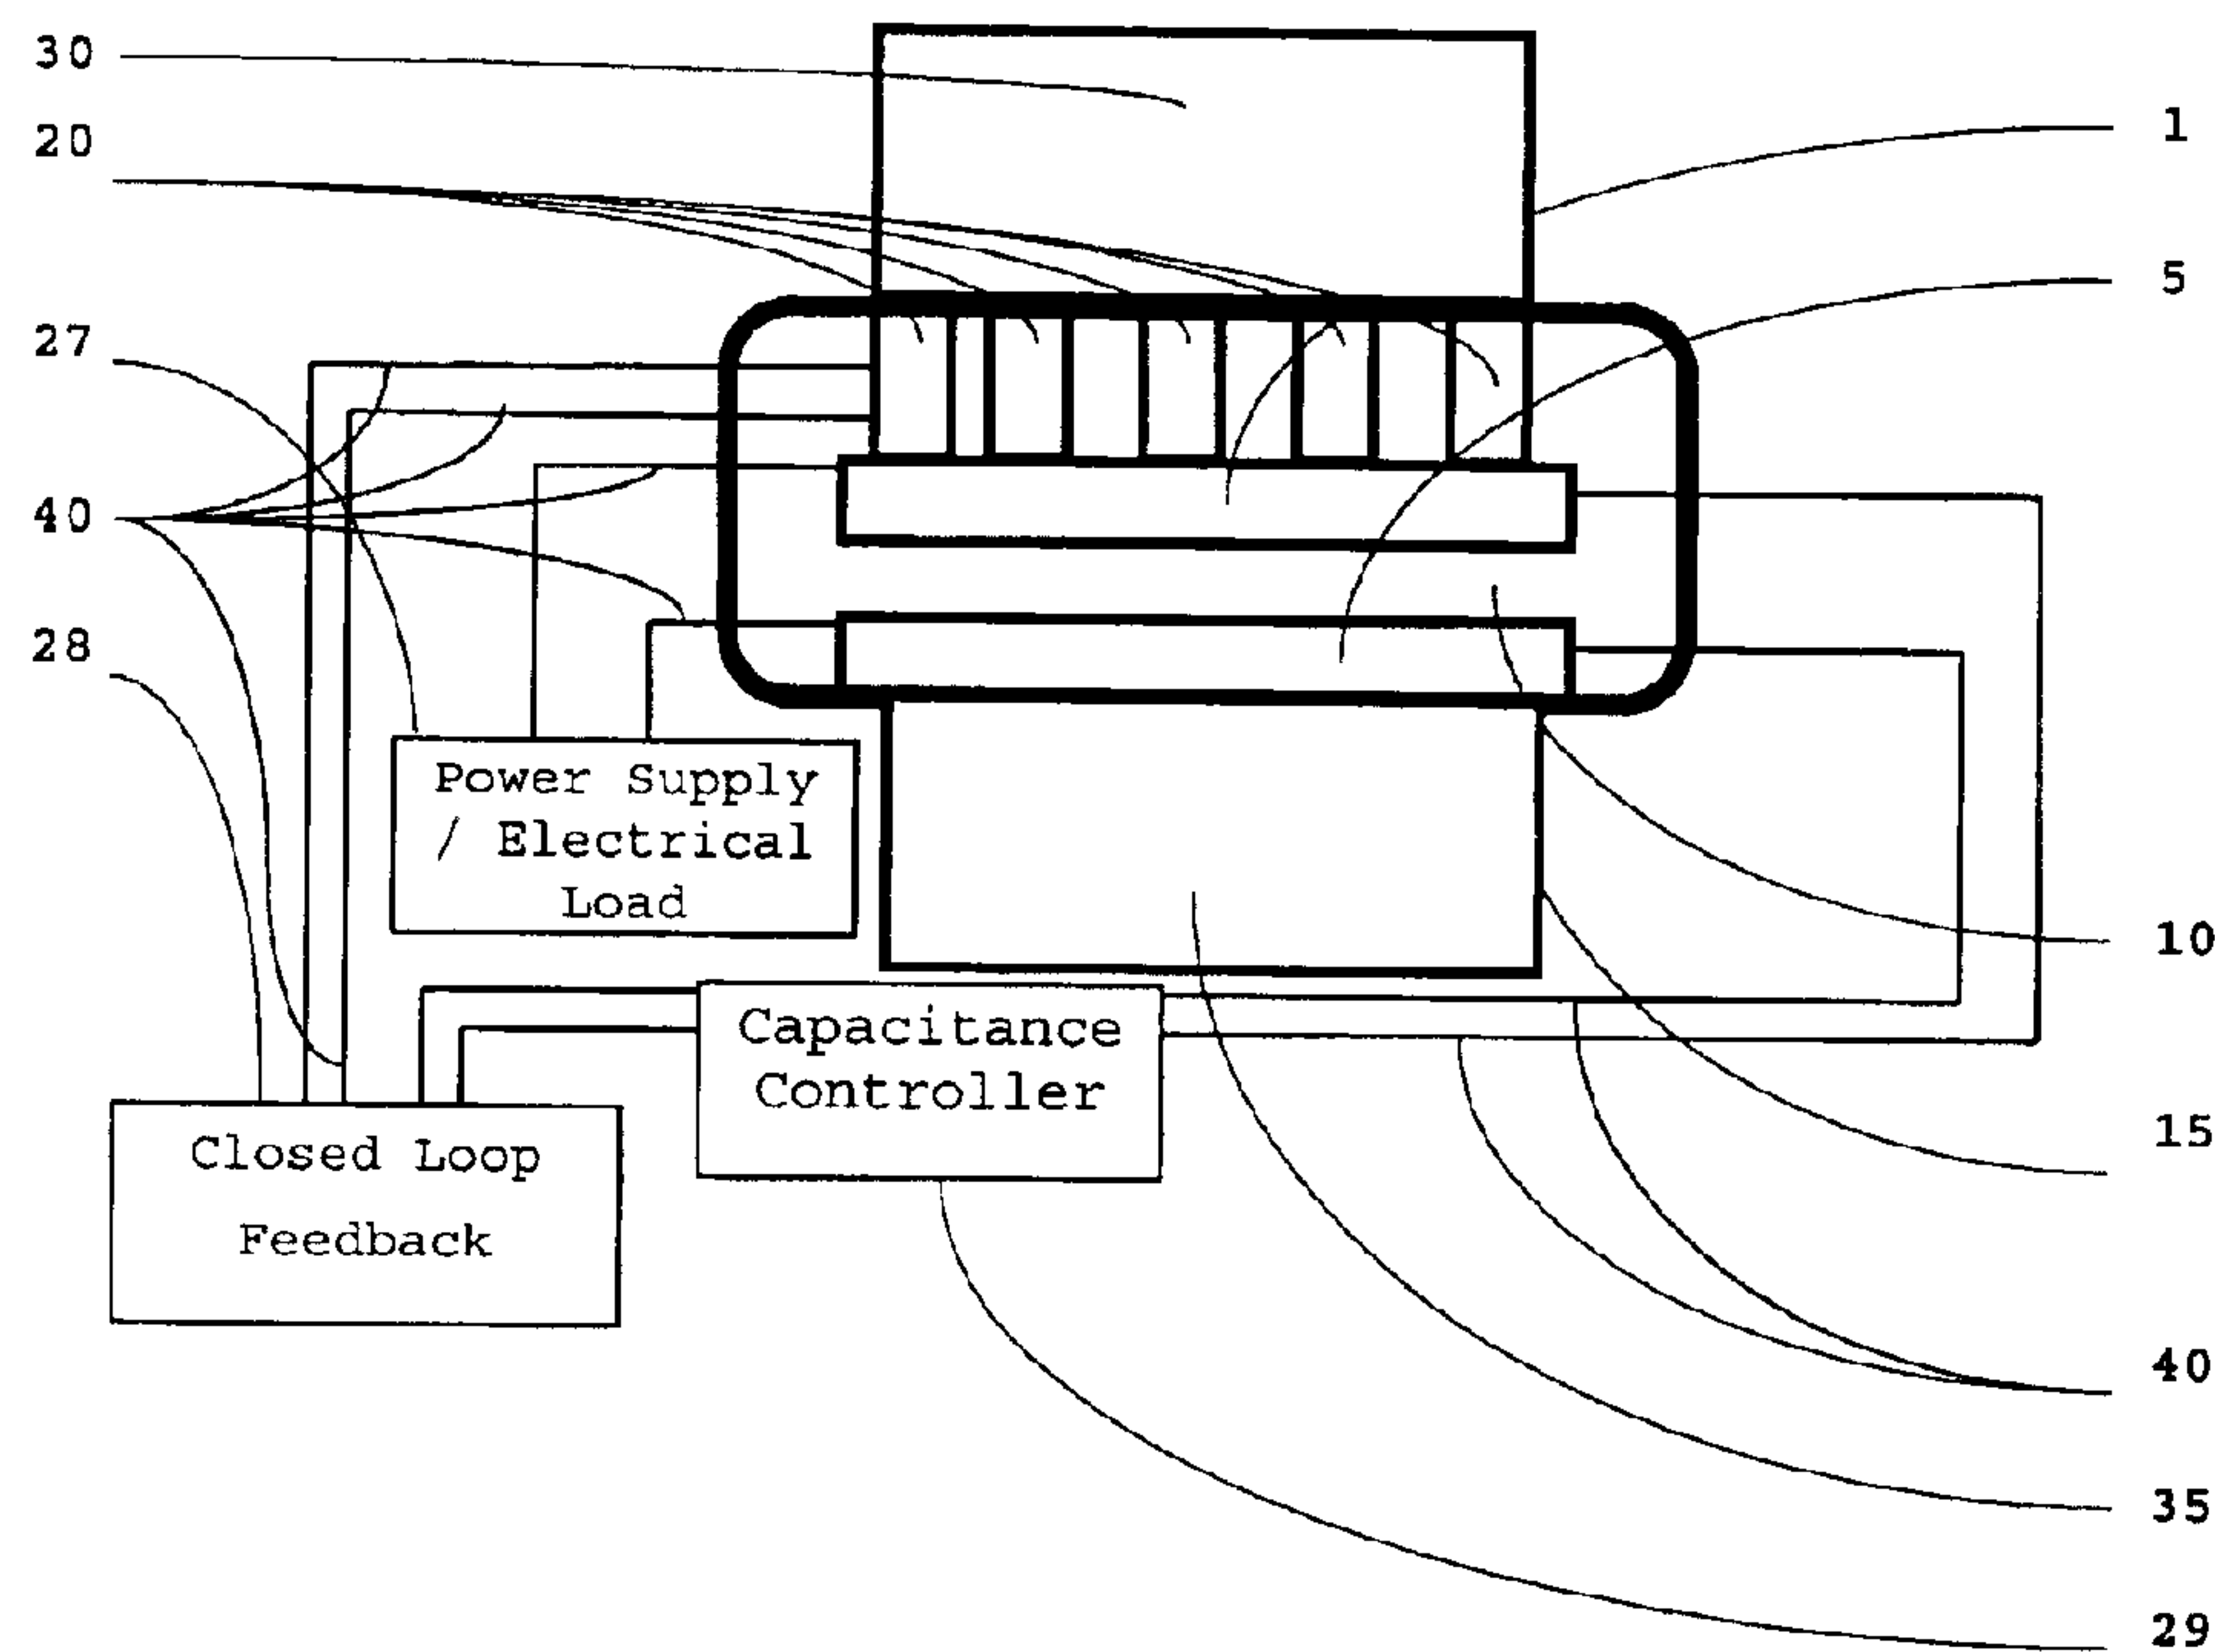 30
20
1
5
27
40
28
Power Supply
/ Electrical
Load
10
Capacitance
Controller
15
Closed Loop
Feedback
40
35
29